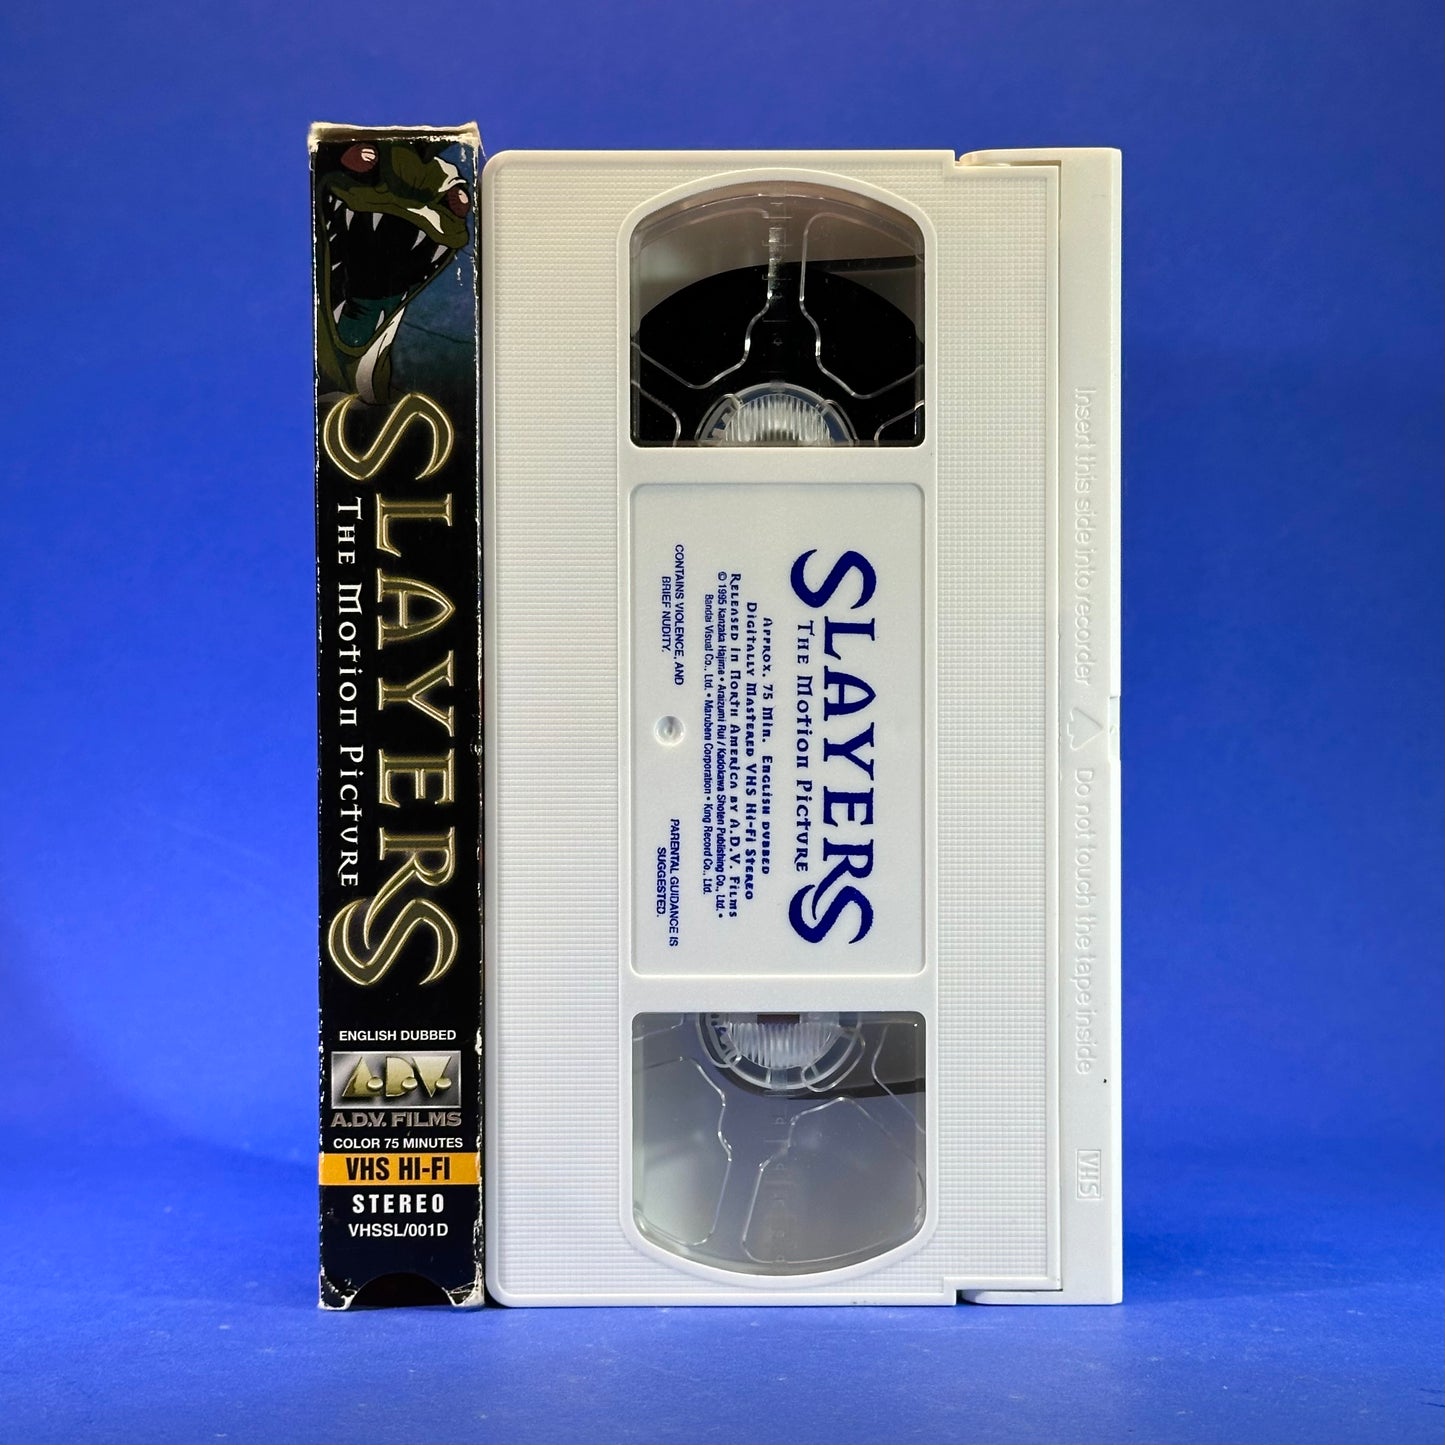 SLAYERS
The Motion Picture
ENGLISH DUBBED
A.D.V.
A.D.V. FILMS
COLOR 75 MINUTES
VHS HI-FI
STEREO
VHSSL/001D
SLAYERS
The Motion Picture
Approx. 75 Min. English dubbed
Digitally Mastered VHS Hi-Fi Stereo
Released in North America by A.D.V. Films
© 1995 Kanzaka Hajime • Araizumi Rui / Kadokawa Shoten Publishing Co., Ltd. •
Bandai Visual Co., Ltd. • Marubeni Corporation • King Record Co., Ltd.
CONTAINS VIOLENCE, AND
BRIEF NUDITY.
PARENTAL GUIDANCE IS
SUGGESTED.
Insert this side into recorder
Do not touch the tape inside
VHS